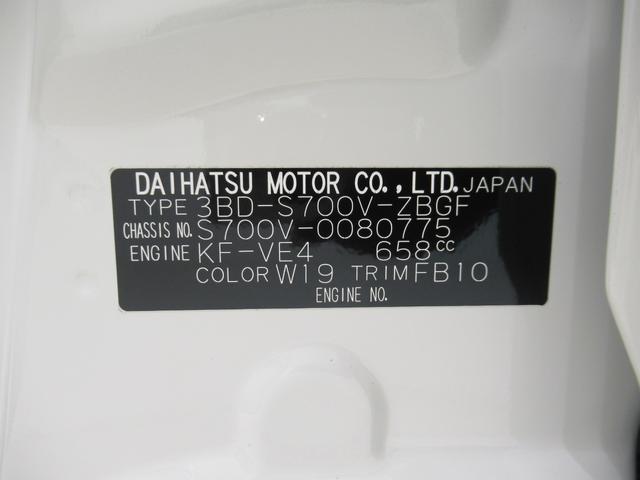 DAIHATSU MOTOR CO.,LTD. JAPAN
TYPE 3BD-S700V-ZBGF
CHASSIS NO. S700V-0080775
ENGINE KF-VE4 658cc
COLOR W19 TRIM FB10
ENGINE NO.